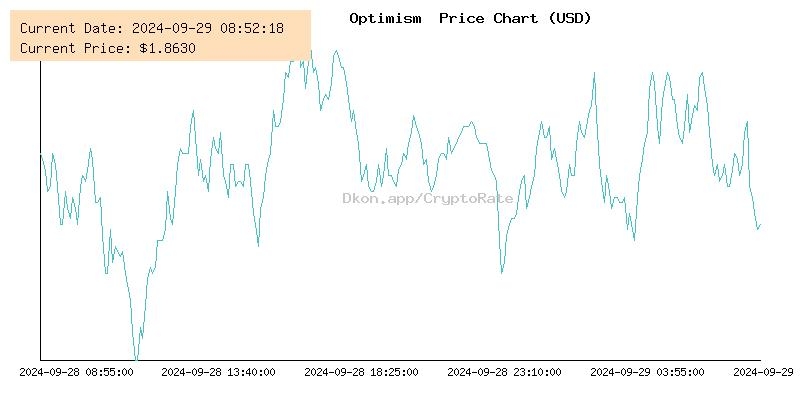 Optimism  Price Chart (USD)
Current Date: 2024-09-29 08:52:18
Current Price: $1.8630
Dkon.app/CryptoRate
2024-09-28 08:55:00 2024-09-28 13:40:00 2024-09-28 18:25:00 2024-09-28 23:10:00 2024-09-29 03:55:00 2024-09-29